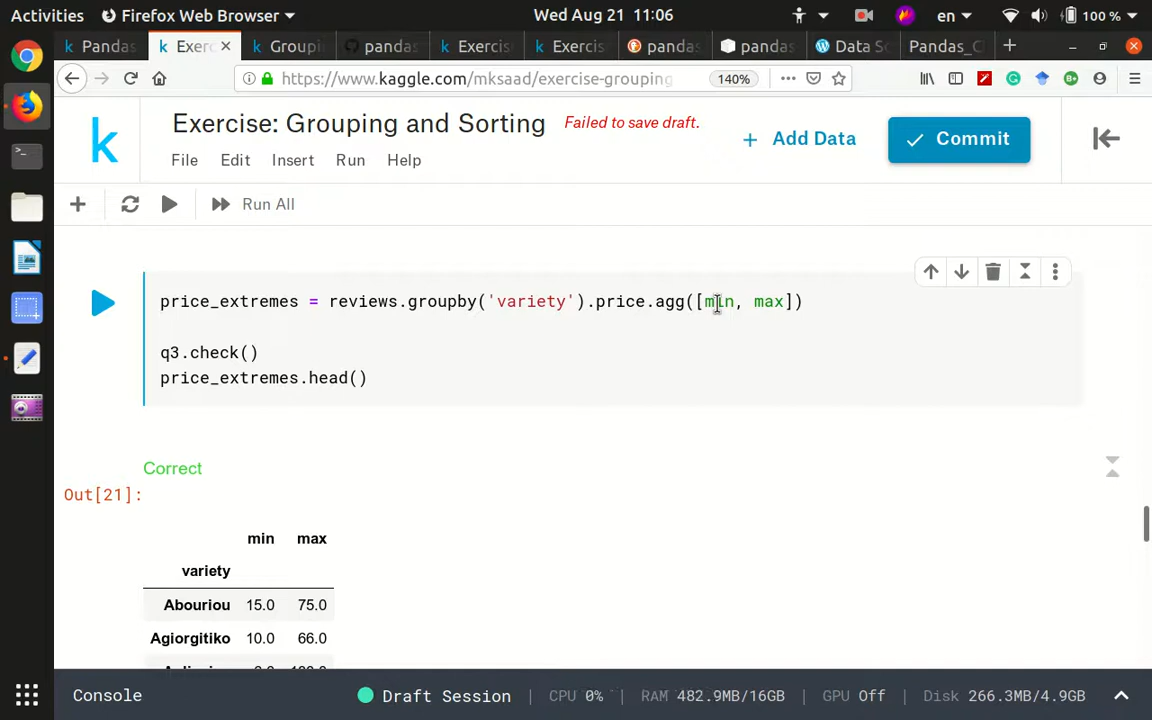 Activities Firefox Web Browser Wed Aug 21 11:06 en 100 %
Pandas Exerc Groupi pandas Exercis Exercis pandas pandas Data Sc Pandas_C
https://www.kaggle.com/mksaad/exercise-grouping 140%
k Exercise: Grouping and Sorting Failed to save draft. + Add Data Commit
File Edit Insert Run Help
Run All
price_extremes = reviews.groupby('variety').price.agg([min, max])
q3.check()
price_extremes.head()
Correct
Out[21]:
min max
variety
Abouriou 15.0 75.0
Agiorgitiko 10.0 66.0
Console Draft Session CPU 0% RAM 482.9MB/16GB GPU Off Disk 266.3MB/4.9GB